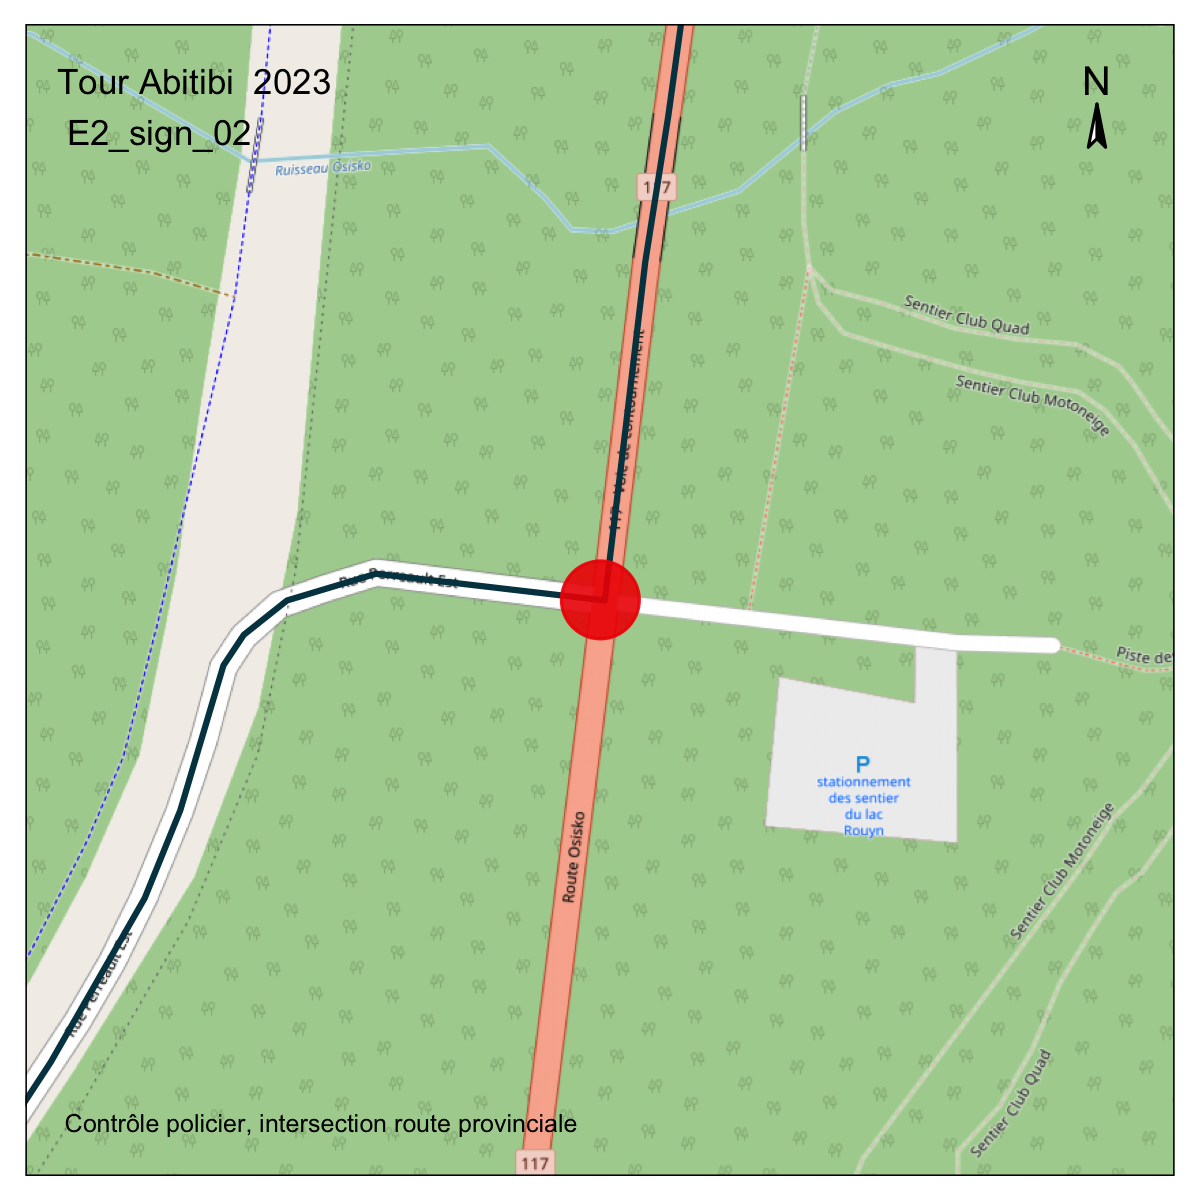 Tour Abitibi 2023
N
E2_sign_02
Ruisseau Osisko
117
Sentier Club Quad
Sentier Club Motoneige
117 - Voie de contournement
Rue Perreault Est
Piste de
P
stationnement
des sentier
du lac
Rouyn
Route Osisko
Sentier Club Motoneige
Rue Perreault Est
Sentier Club Quad
Contrôle policier, intersection route provinciale
117